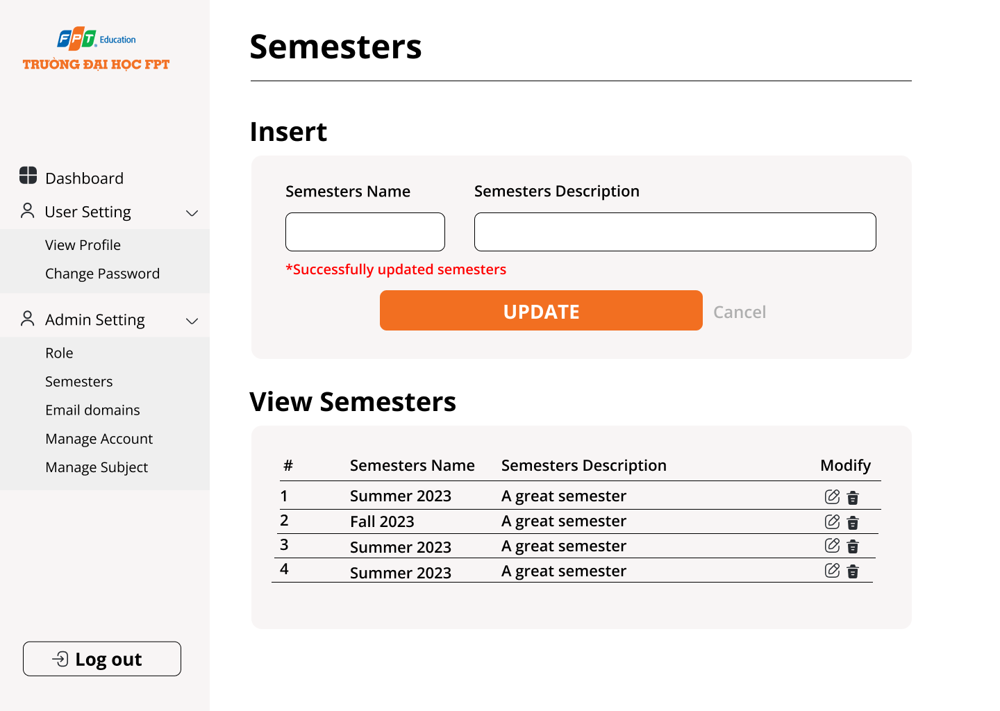 FPT Education
TRƯỜNG ĐẠI HỌC FPT
Dashboard
User Setting
View Profile
Change Password
Admin Setting
Role
Semesters
Email domains
Manage Account
Manage Subject
Log out
Semesters
Insert
Semesters Name Semesters Description
*Successfully updated semesters
UPDATE Cancel
View Semesters
# Semesters Name Semesters Description Modify
1 Summer 2023 A great semester
2 Fall 2023 A great semester
3 Summer 2023 A great semester
4 Summer 2023 A great semester